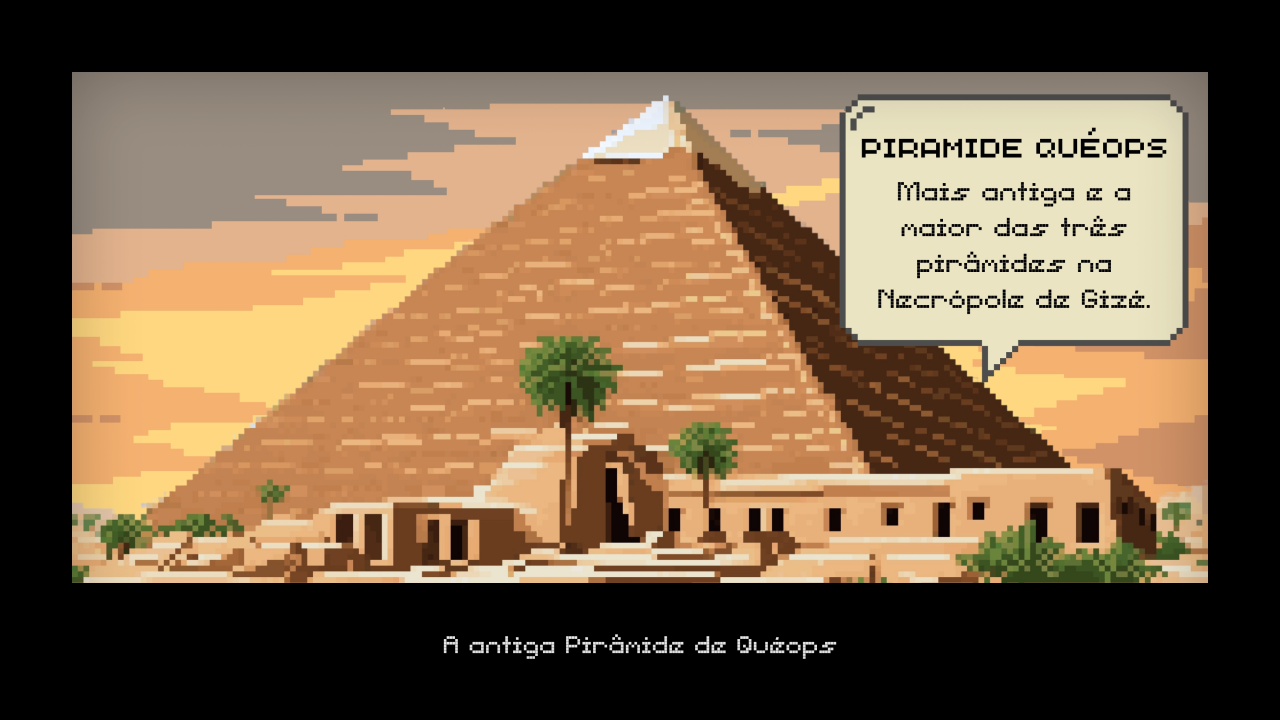 PIRAMIDE QUÉOPS
Mais antiga e a
maior das três
pirâmides na
Necrópole de Gizé.
A antiga Pirâmide de Quéops